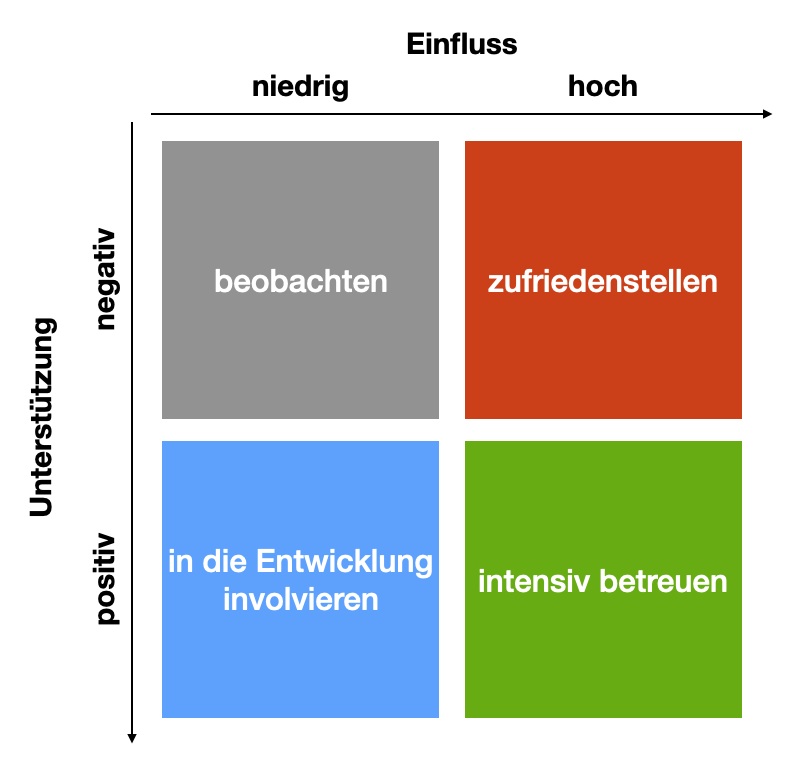 Einfluss
niedrig
hoch
Unterstützung
negativ
beobachten
zufriedenstellen
positiv
in die Entwicklung
involvieren
intensiv betreuen